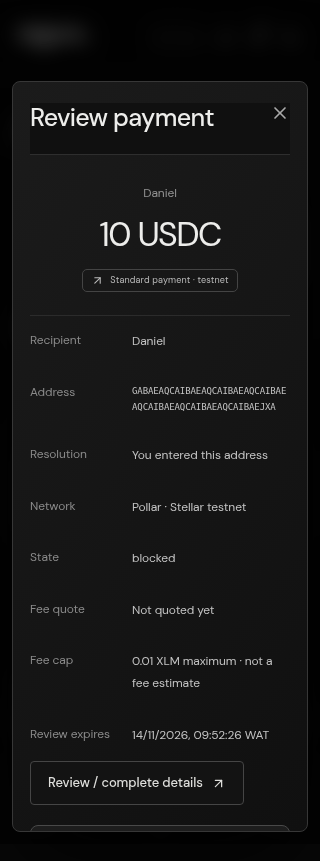 Review payment
Daniel
10 USDC
Standard payment · testnet
Recipient
Daniel
Address
GABAEAQCAIBAEAQCAIBAEAQCAIBAE
AQCAIBAEAQCAIBAEAQCAIBAEJXA
Resolution
You entered this address
Network
Pollar · Stellar testnet
State
blocked
Fee quote
Not quoted yet
Fee cap
0.01 XLM maximum · not a
fee estimate
Review expires
14/11/2026, 09:52:26 WAT
Review / complete details